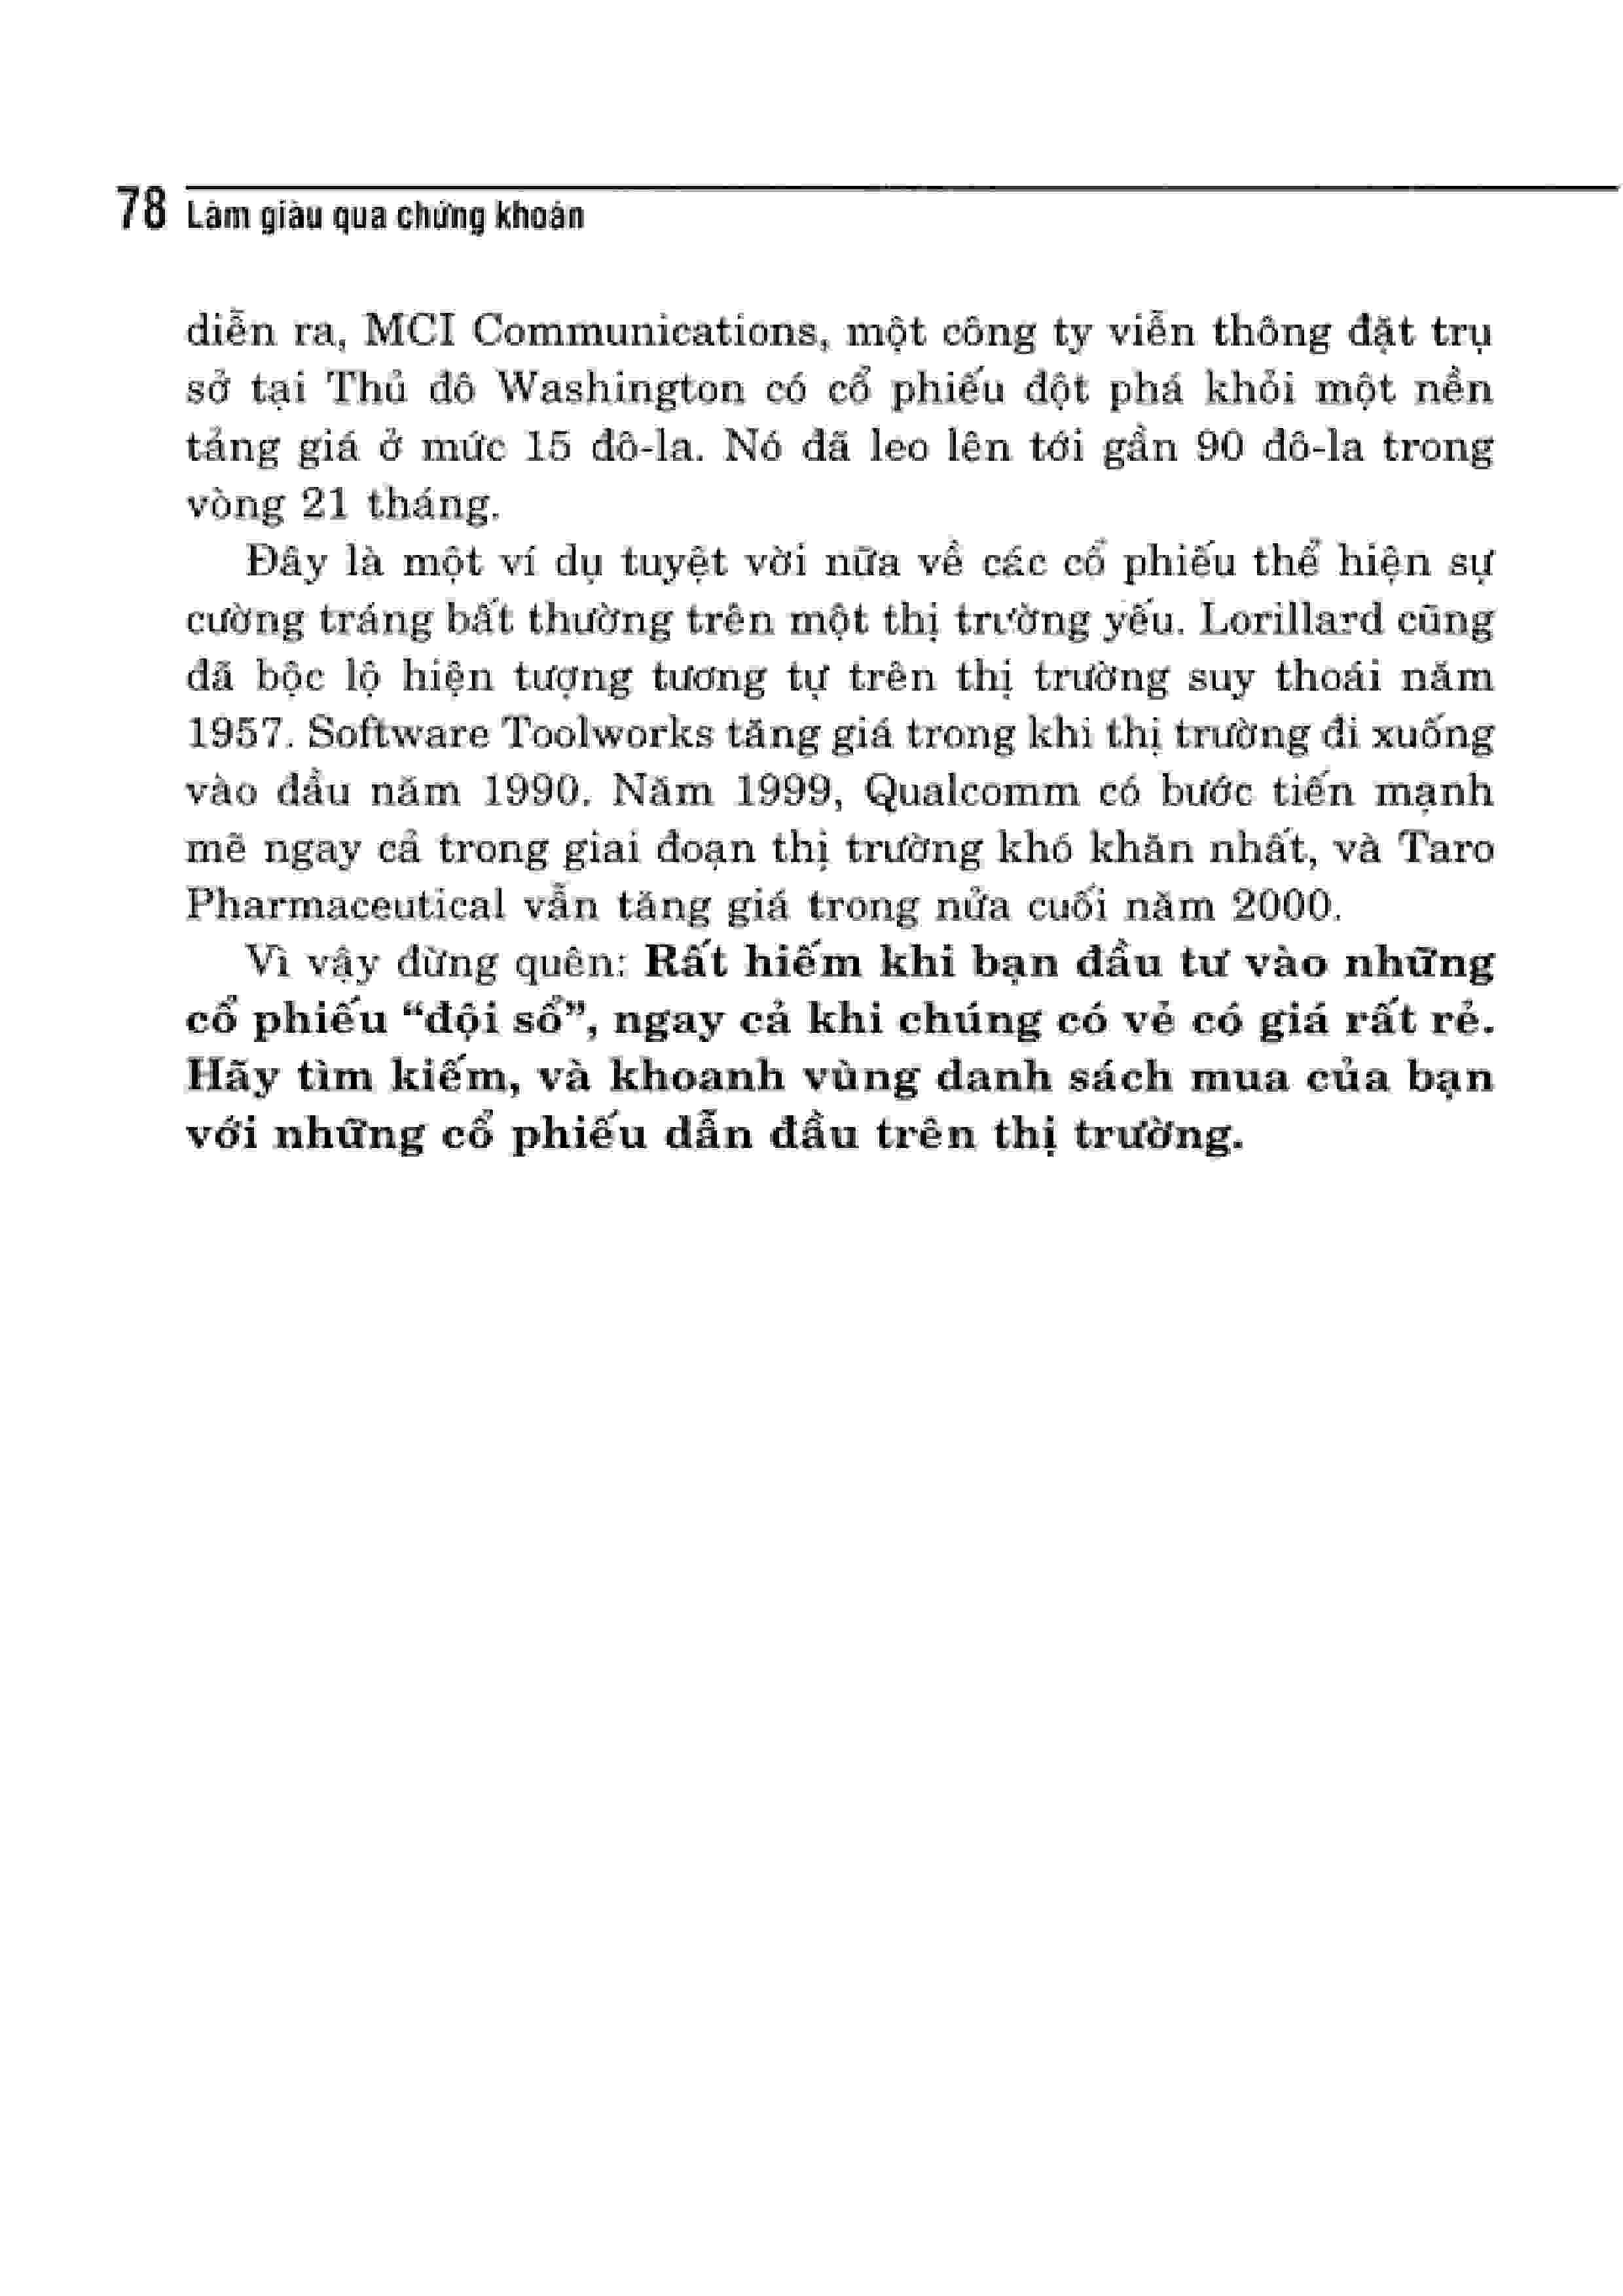 78 Làm giàu qua chứng khoán
diễn ra, MCI Communications, một công ty viễn thông đặt trụ
sở tại Thủ đô Washington có cổ phiếu đột phá khỏi một nền
tảng giá ở mức 15 đô-la. Nó đã leo lên tới gần 90 đô-la trong
vòng 21 tháng.
Đây là một ví dụ tuyệt vời nữa về các cổ phiếu thể hiện sự
cường tráng bất thường trên một thị trường yếu. Lorillard cũng
đã bộc lộ hiện tượng tương tự trên thị trường suy thoái năm
1957. Software Toolworks tăng giá trong khi thị trường đi xuống
vào đầu năm 1990. Năm 1999, Qualcomm có bước tiến mạnh
mẽ ngay cả trong giai đoạn thị trường khó khăn nhất, và Taro
Pharmaceutical vẫn tăng giá trong nửa cuối năm 2000.
Vì vậy đừng quên: Rất hiếm khi bạn đầu tư vào những
cổ phiếu “đội sổ”, ngay cả khi chúng có vẻ có giá rất rẻ.
Hãy tìm kiếm, và khoanh vùng danh sách mua của bạn
với những cổ phiếu dẫn đầu trên thị trường.